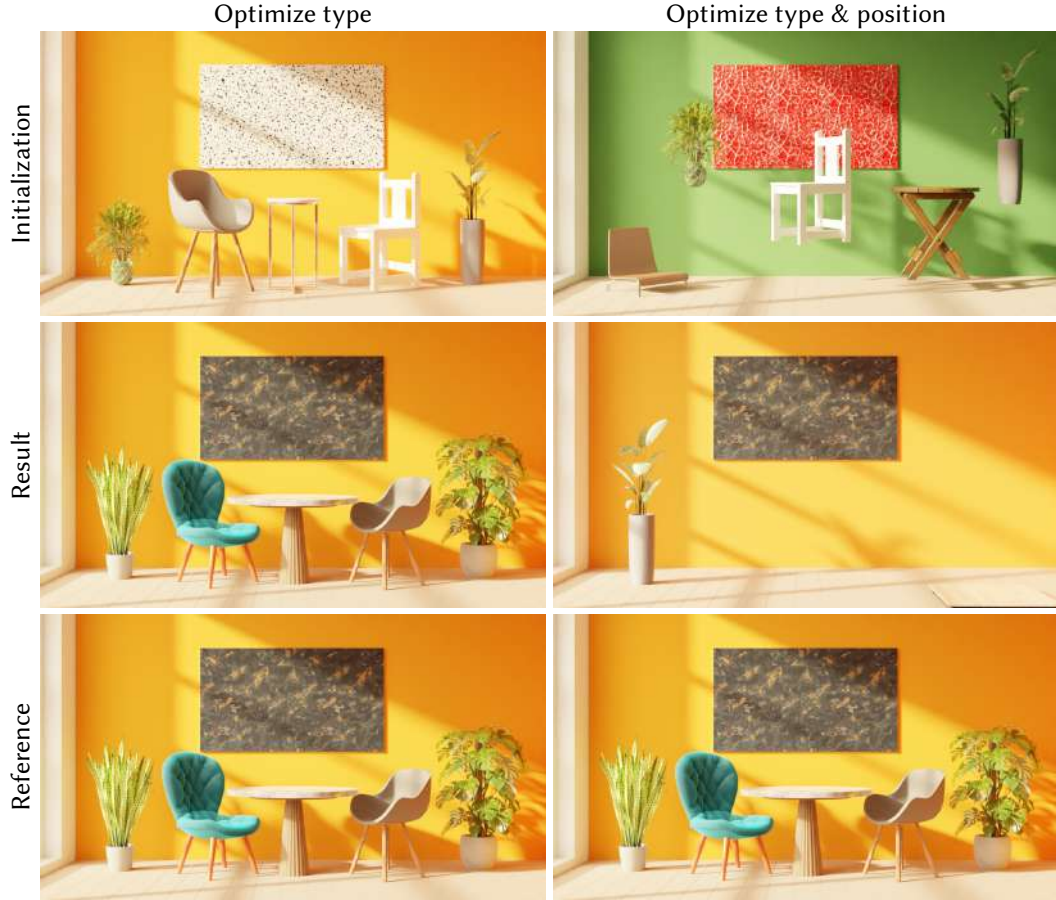 Optimize type
Optimize type & position
Initialization
Result
Reference